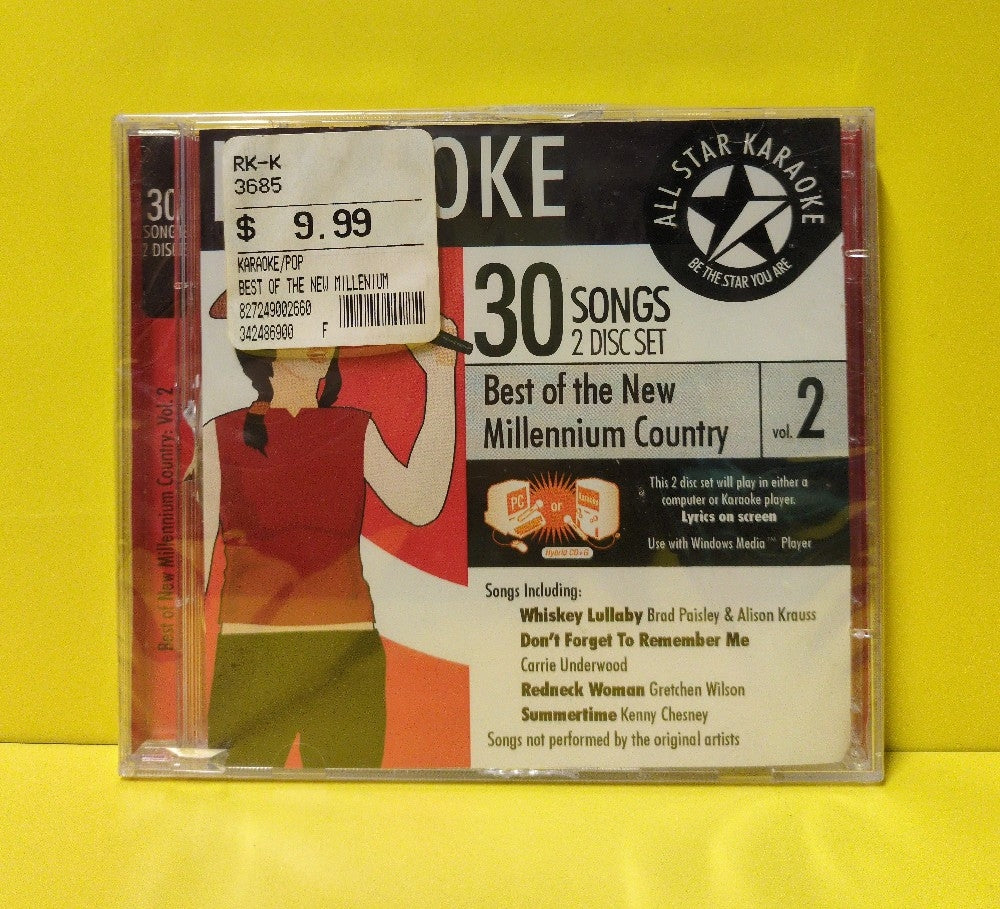 RK-K
3685
$ 9.99
KARAOKE/POP
BEST OF THE NEW MILLENIUM
827249002660
342486900 F
OKE
ALL STAR KARAOKE
BE THE STAR YOU ARE
30
SONGS
2 DISC
30 SONGS
2 DISC SET
Best of the New
Millennium Country
vol. 2
PC
OR
Hybrid CD+G
This 2 disc set will play in either a
computer or Karaoke player.
Lyrics on screen
Use with Windows Media™ Player
Songs Including:
Whiskey Lullaby Brad Paisley & Alison Krauss
Don't Forget To Remember Me
Carrie Underwood
Redneck Woman Gretchen Wilson
Summertime Kenny Chesney
Songs not performed by the original artists
Best of New Millennium Country: Vol. 2